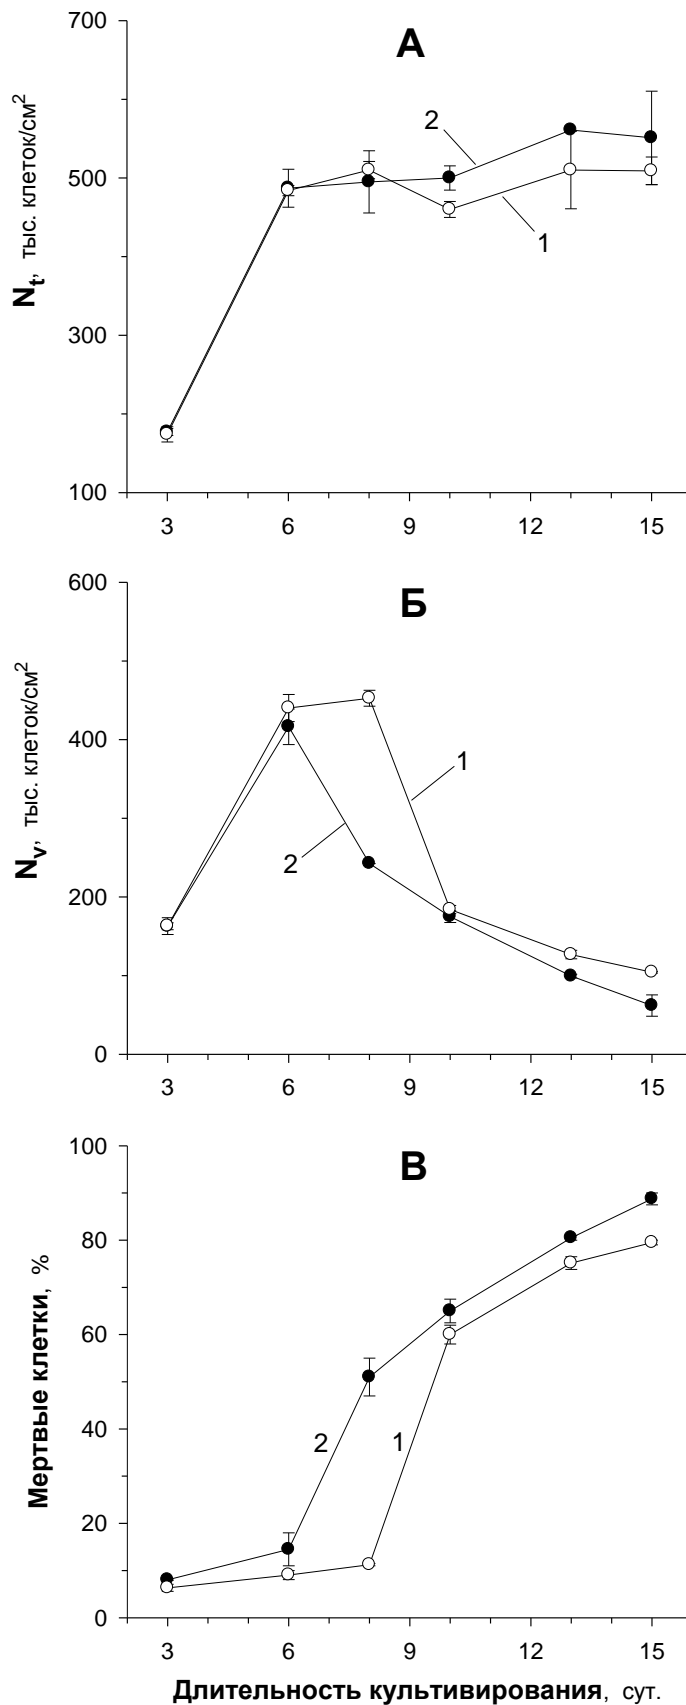 А
700
500
300
100
Nt, тыс. клеток/см2
2
1
3 6 9 12 15
Б
600
400
200
0
Nv, тыс. клеток/см2
1
2
3 6 9 12 15
В
100
80
60
40
20
0
Мертвые клетки, %
2
1
3 6 9 12 15
Длительность культивирования, сут.